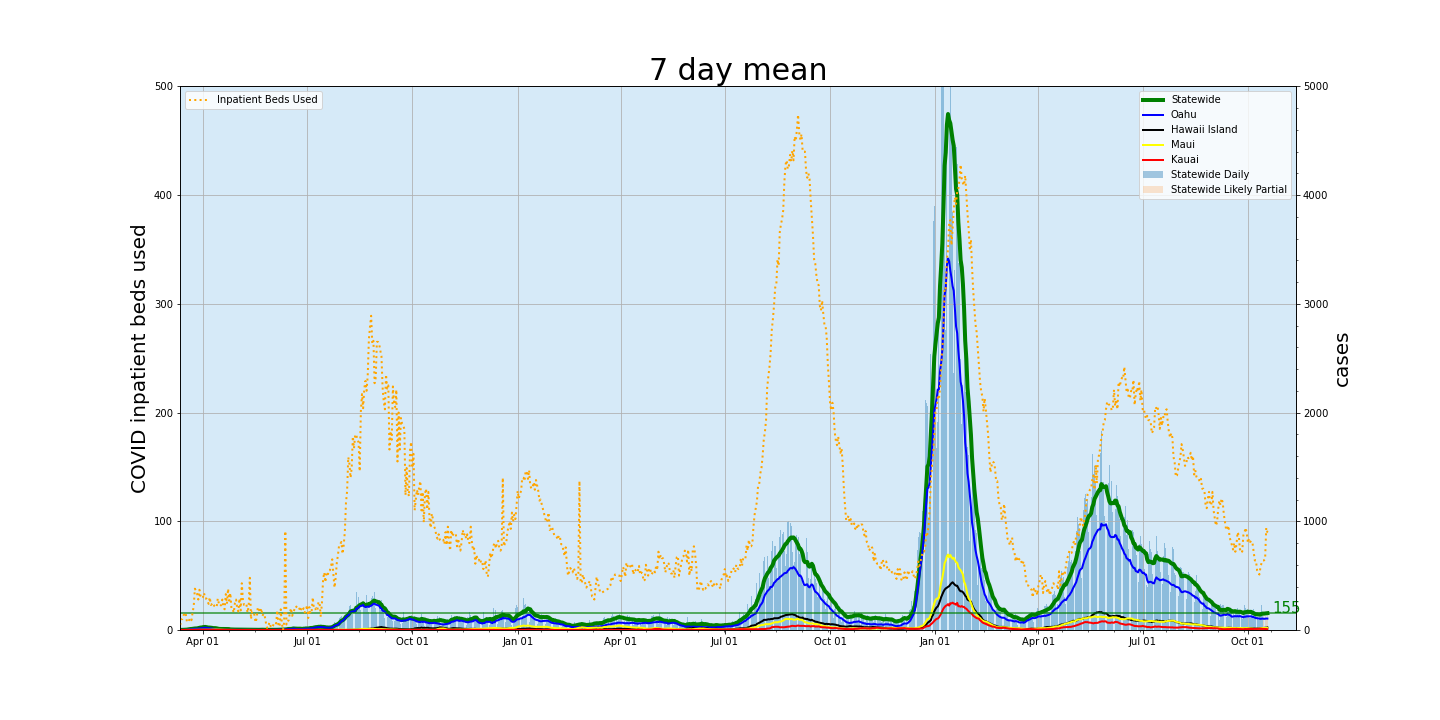 7 day mean
COVID inpatient beds used
500
400
300
200
100
0
Inpatient Beds Used
Statewide
Oahu
Hawaii Island
Maui
Kauai
Statewide Daily
Statewide Likely Partial
5000
4000
3000
2000
1000
0
cases
155
Apr 01 Jul 01 Oct 01 Jan 01 Apr 01 Jul 01 Oct 01 Jan 01 Apr 01 Jul 01 Oct 01